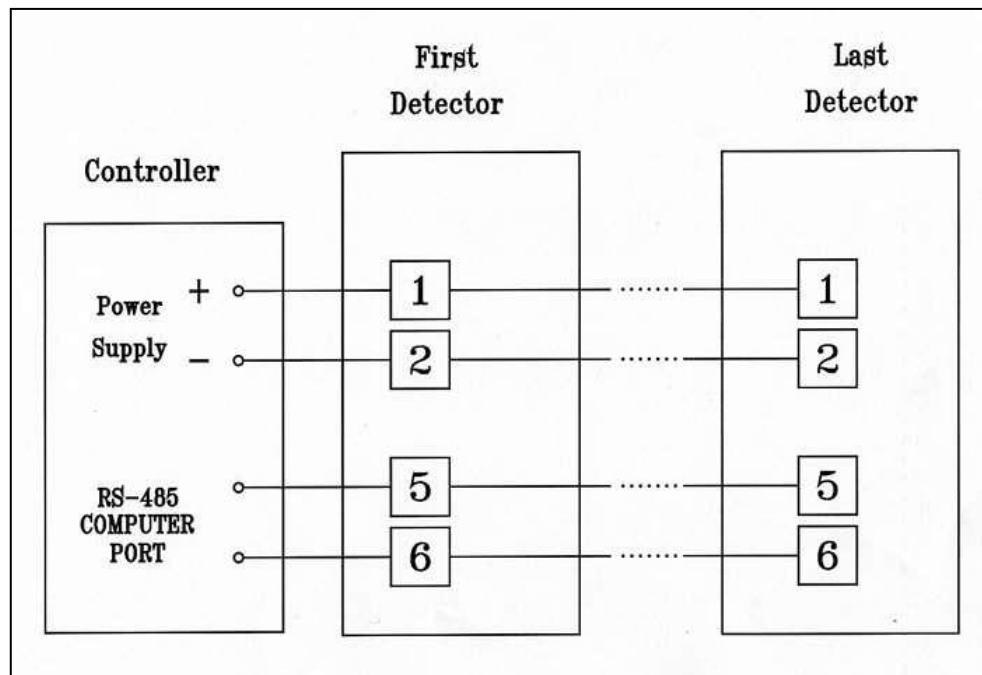 First
Detector
Last
Detector
Controller
Power
Supply
+
−
RS-485
COMPUTER
PORT
1
2
5
6
1
2
5
6